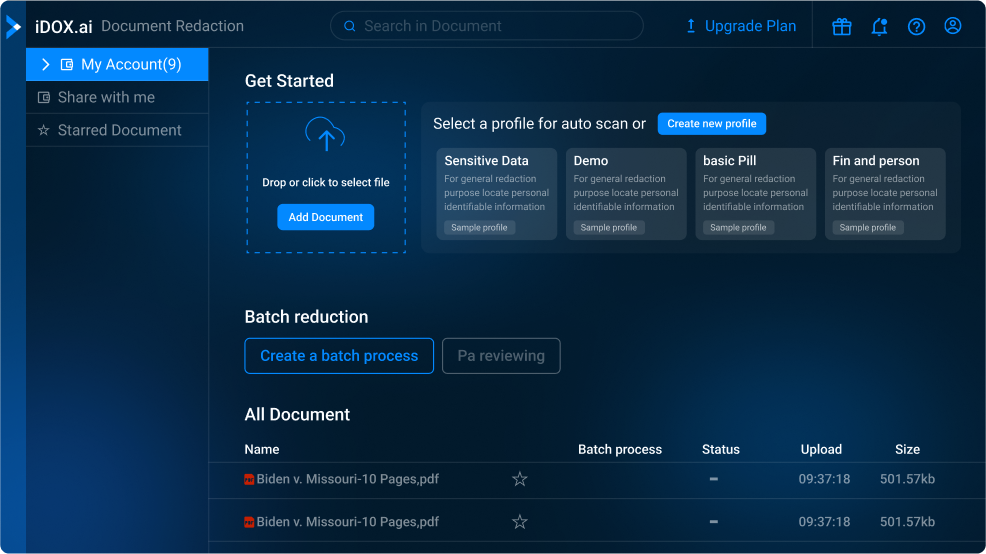 iDOX.ai Document Redaction
Search in Document
Upgrade Plan
My Account(9)
Share with me
Starred Document
Get Started
Drop or click to select file
Add Document
Select a profile for auto scan or
Create new profile
Sensitive Data
For general redaction
purpose locate personal
identifiable information
Sample profile
Demo
For general redaction
purpose locate personal
identifiable information
Sample profile
basic Pill
For general redaction
purpose locate personal
identifiable information
Sample profile
Fin and person
For general redaction
purpose locate personal
identifiable information
Sample profile
Batch reduction
Create a batch process
Pa reviewing
All Document
Name Batch process Status Upload Size
PDF Biden v. Missouri-10 Pages,pdf – 09:37:18 501.57kb
PDF Biden v. Missouri-10 Pages,pdf – 09:37:18 501.57kb